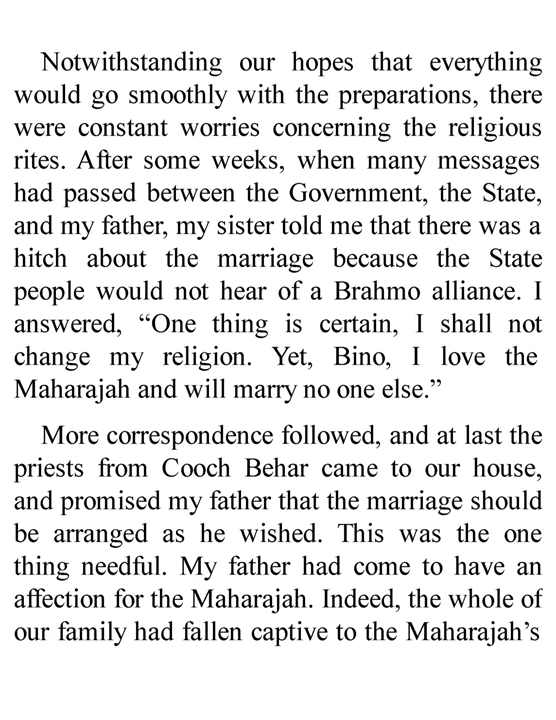 Notwithstanding our hopes that everything
would go smoothly with the preparations, there
were constant worries concerning the religious
rites. After some weeks, when many messages
had passed between the Government, the State,
and my father, my sister told me that there was a
hitch about the marriage because the State
people would not hear of a Brahmo alliance. I
answered, “One thing is certain, I shall not
change my religion. Yet, Bino, I love the
Maharajah and will marry no one else.”
More correspondence followed, and at last the
priests from Cooch Behar came to our house,
and promised my father that the marriage should
be arranged as he wished. This was the one
thing needful. My father had come to have an
affection for the Maharajah. Indeed, the whole of
our family had fallen captive to the Maharajah’s